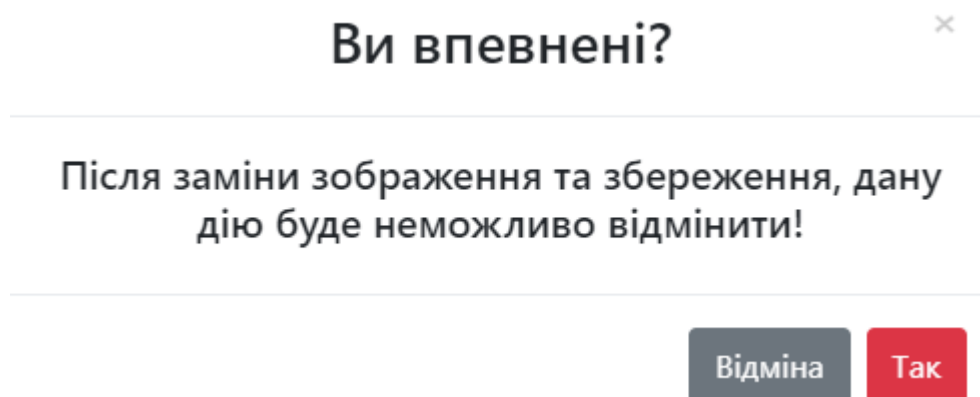 Ви впевнені?
×
Після заміни зображення та збереження, дану
дію буде неможливо відмінити!
Відміна
Так